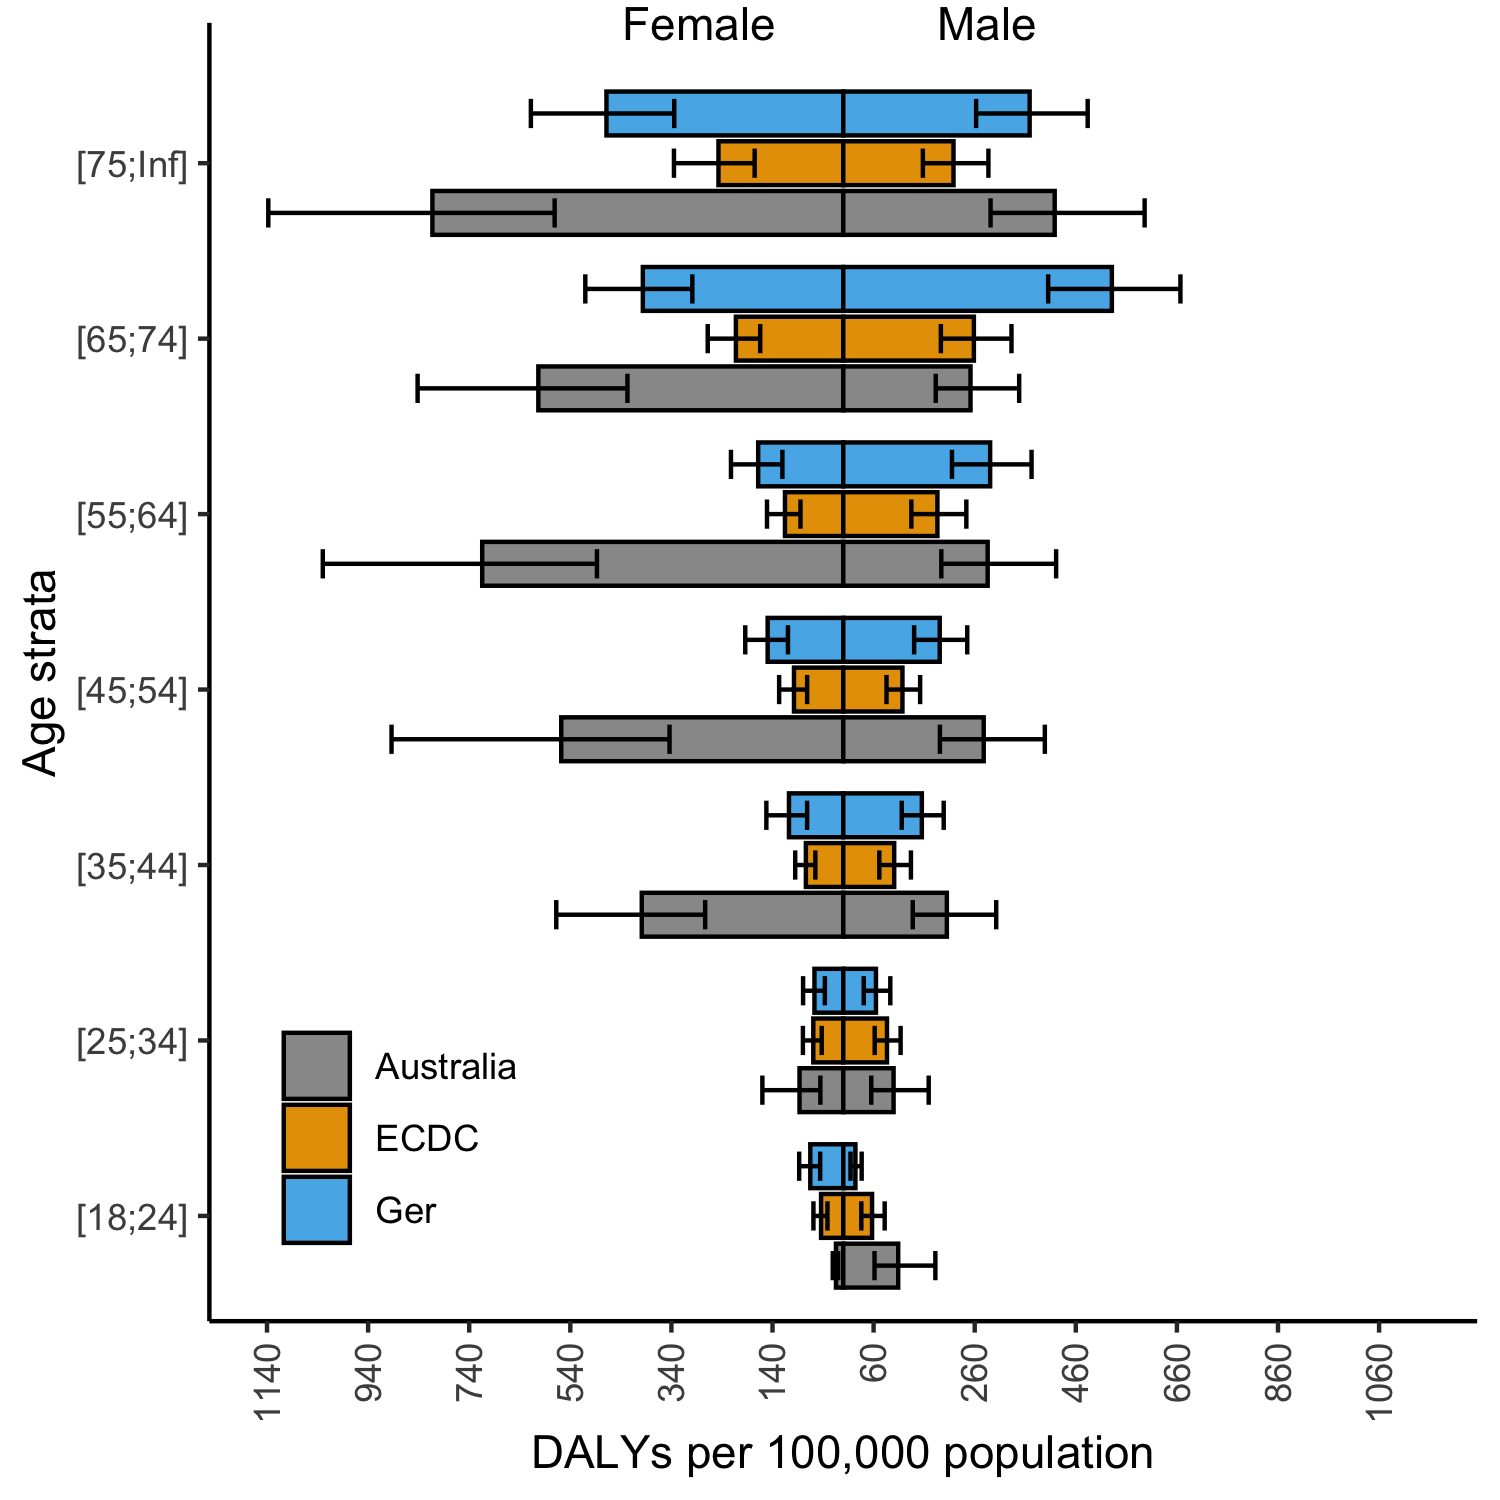 Female Male
[75;Inf]
[65;74]
[55;64]
[45;54]
[35;44]
[25;34]
[18;24]
Age strata
Australia
ECDC
Ger
1140 940 740 540 340 140 60 260 460 660 860 1060
DALYs per 100,000 population